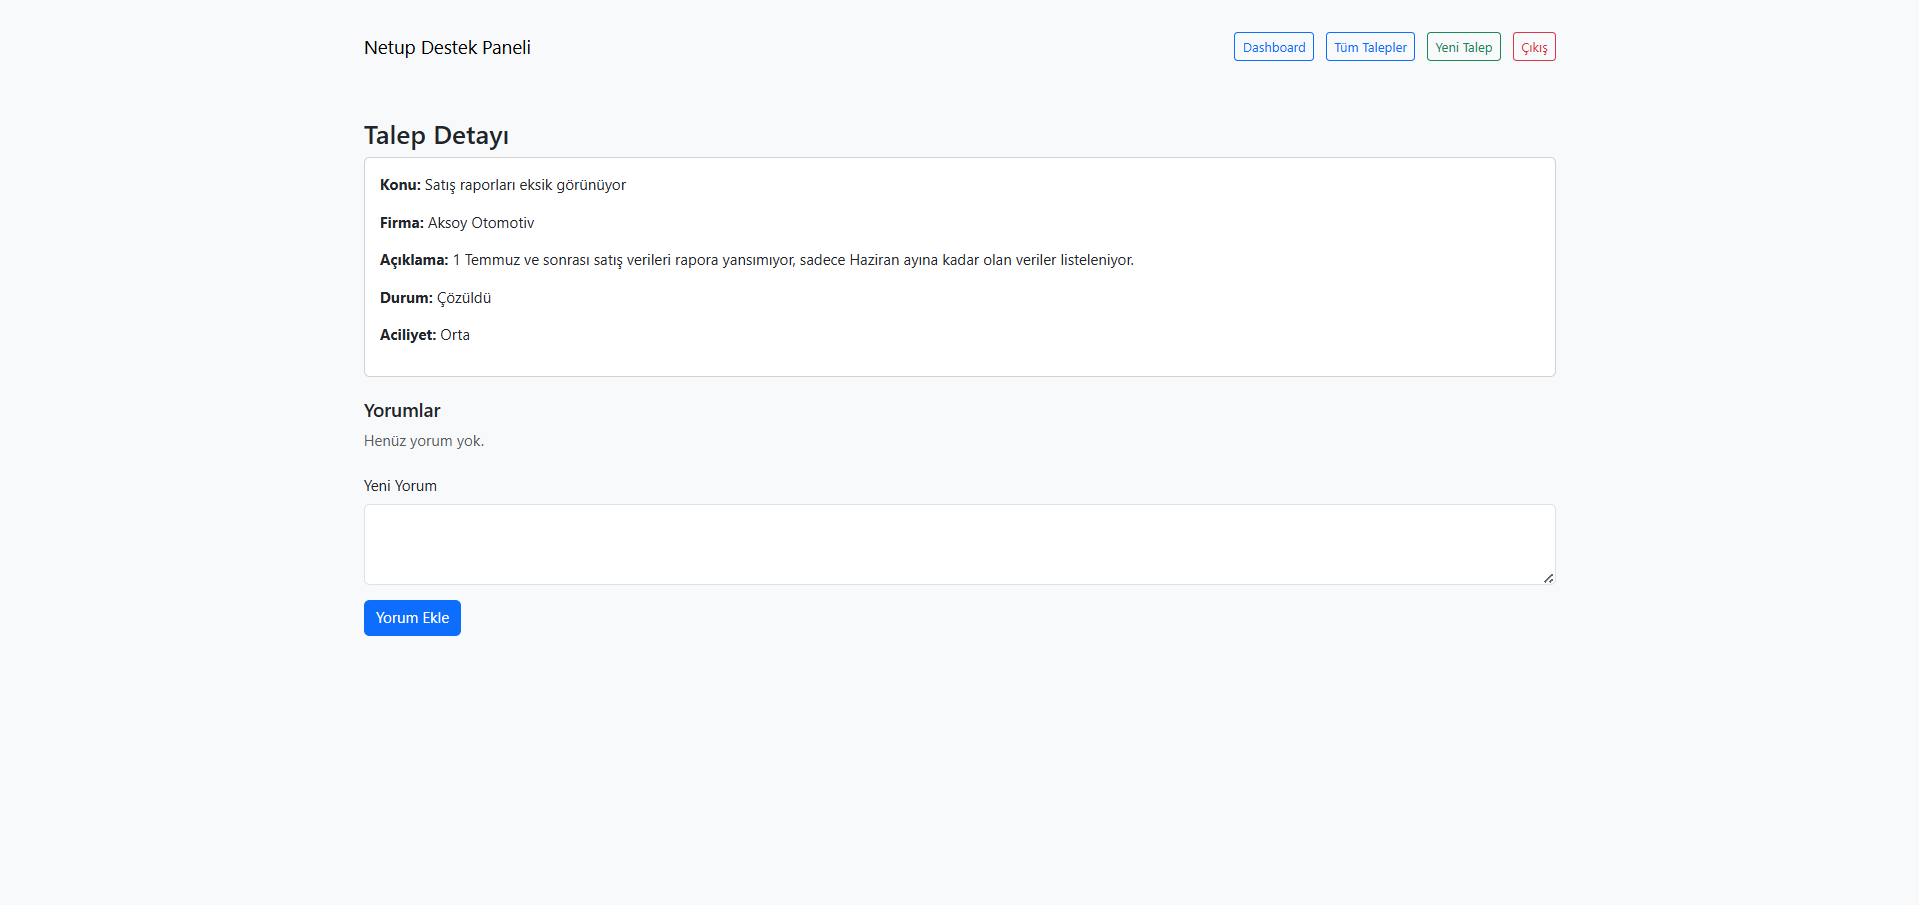 Netup Destek Paneli
Dashboard
Tüm Talepler
Yeni Talep
Çıkış
Talep Detayı
Konu: Satış raporları eksik görünüyor
Firma: Aksoy Otomotiv
Açıklama: 1 Temmuz ve sonrası satış verileri rapora yansımıyor, sadece Haziran ayına kadar olan veriler listeleniyor.
Durum: Çözüldü
Aciliyet: Orta
Yorumlar
Henüz yorum yok.
Yeni Yorum
Yorum Ekle